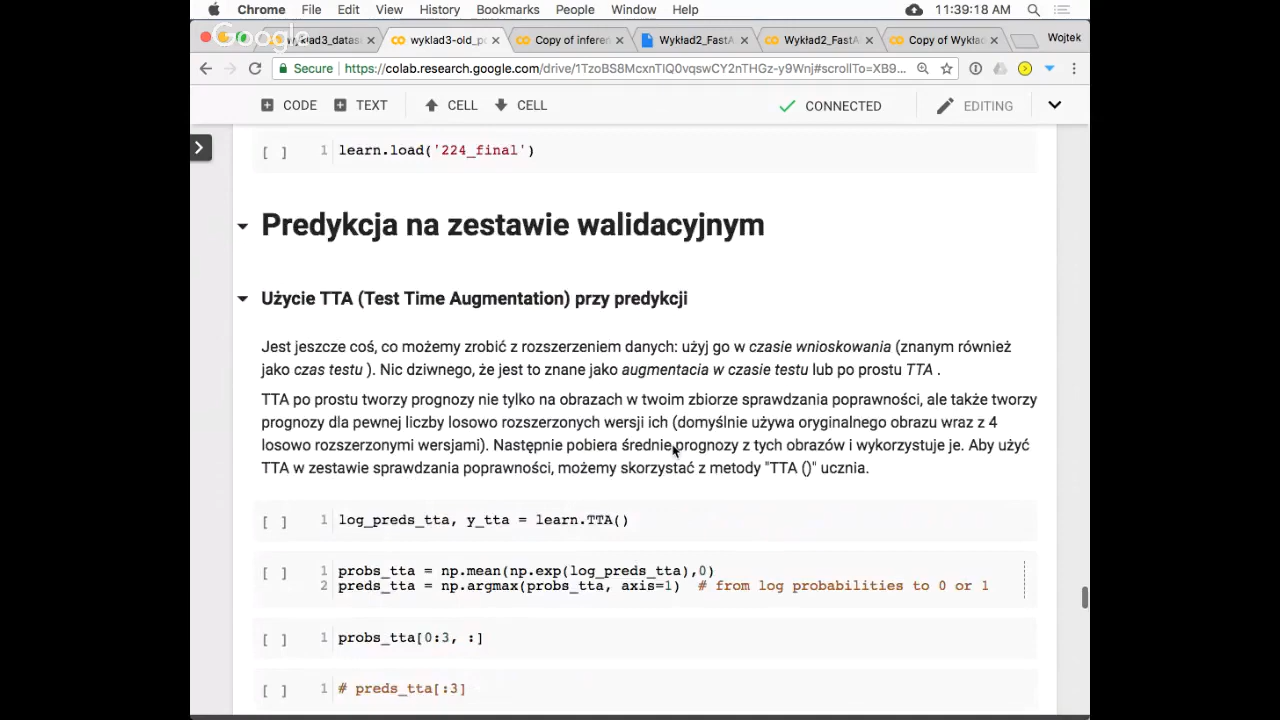 Chrome File Edit View History Bookmarks People Window Help 11:39:18 AM
Google
wyklad3-old_po Copy of inferen Wykład2_FastA Wykład2_FastA Copy of Wykła Wojtek
Secure https://colab.research.google.com/drive/1TzoBS8McxnTIQ0vqswCY2nTHGz-y9Wnj#scrollTo=XB9...
CODE TEXT CELL CELL CONNECTED EDITING
[ ] 1 learn.load('224_final')
Predykcja na zestawie walidacyjnym
Użycie TTA (Test Time Augmentation) przy predykcji
Jest jeszcze coś, co możemy zrobić z rozszerzeniem danych: użyj go w czasie wnioskowania (znanym również
jako czas testu ). Nic dziwnego, że jest to znane jako augmentacia w czasie testu lub po prostu TTA .
TTA po prostu tworzy prognozy nie tylko na obrazach w twoim zbiorze sprawdzania poprawności, ale także tworzy
prognozy dla pewnej liczby losowo rozszerzonych wersji ich (domyślnie używa oryginalnego obrazu wraz z 4
losowo rozszerzonymi wersjami). Następnie pobiera średnie prognozy z tych obrazów i wykorzystuje je. Aby użyć
TTA w zestawie sprawdzania poprawności, możemy skorzystać z metody "TTA ()" ucznia.
[ ] 1 log_preds_tta, y_tta = learn.TTA()
[ ] 1 probs_tta = np.mean(np.exp(log_preds_tta),0)
2 preds_tta = np.argmax(probs_tta, axis=1) # from log probabilities to 0 or 1
[ ] 1 probs_tta[0:3, :]
[ ] 1 # preds_tta[:3]